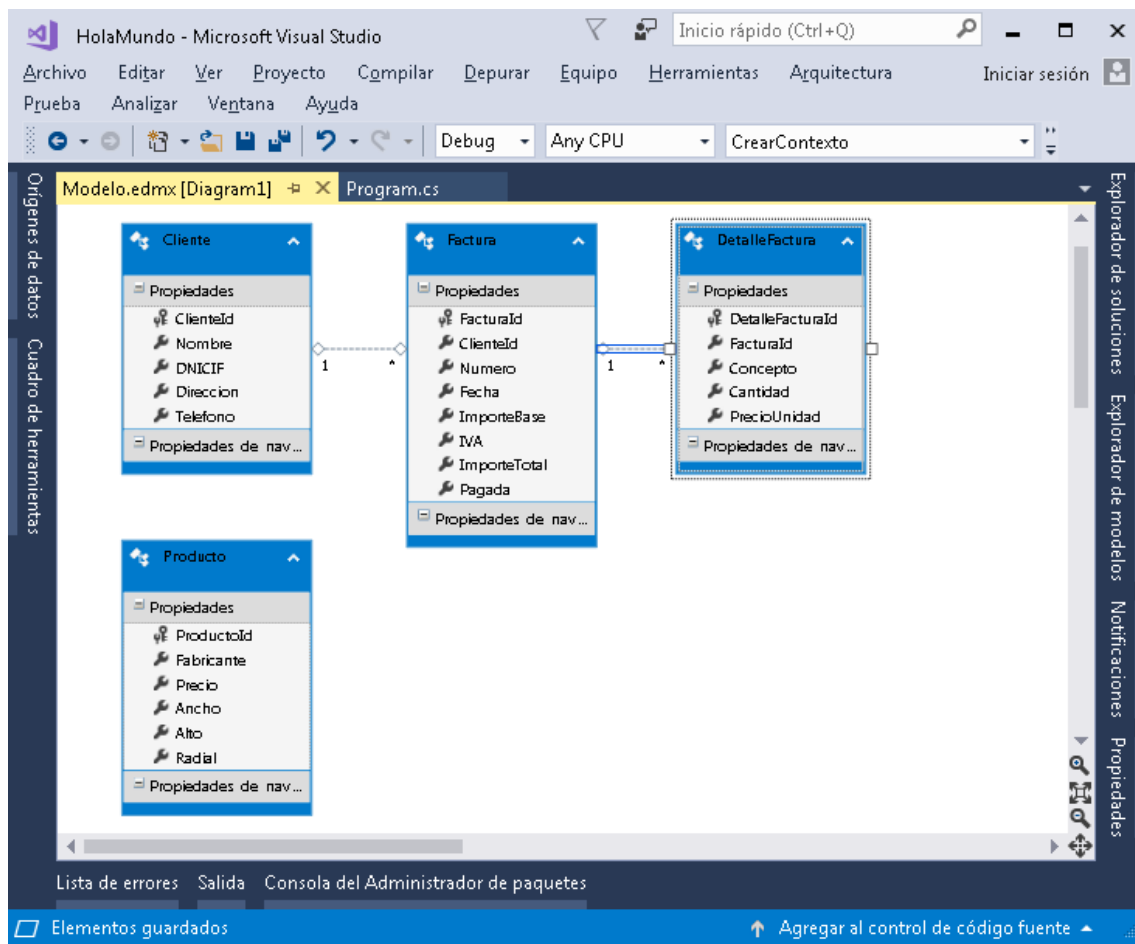 HolaMundo - Microsoft Visual Studio
Inicio rápido (Ctrl+Q)
Archivo Editar Ver Proyecto Compilar Depurar Equipo Herramientas Arquitectura Iniciar sesión
Prueba Analizar Ventana Ayuda
Debug Any CPU CrearContexto
Orígenes de datos
Cuadro de herramientas
Modelo.edmx [Diagram1] Program.cs
Cliente
Propiedades
ClienteId
Nombre
DNICIF
Direccion
Telefono
Propiedades de nav...
1 *
Factura
Propiedades
FacturaId
ClienteId
Numero
Fecha
ImporteBase
IVA
ImporteTotal
Pagada
Propiedades de nav...
1 *
DetalleFactura
Propiedades
DetalleFacturaId
FacturaId
Concepto
Cantidad
PrecioUnidad
Propiedades de nav...
Producto
Propiedades
ProductoId
Fabricante
Precio
Ancho
Alto
Radial
Propiedades de nav...
Explorador de soluciones
Explorador de modelos
Notificaciones
Propiedades
Lista de errores Salida Consola del Administrador de paquetes
Elementos guardados Agregar al control de código fuente